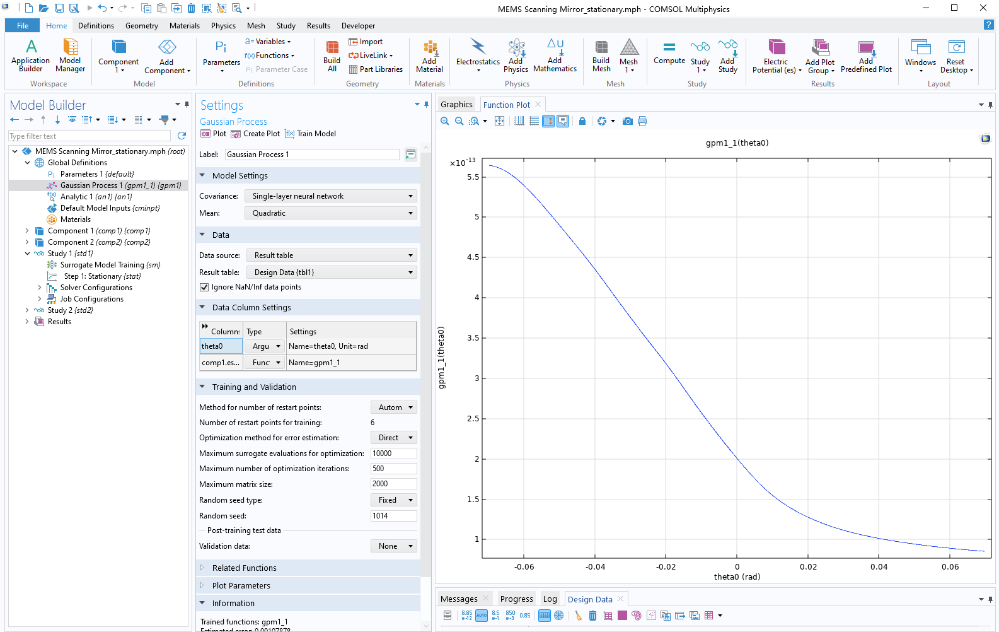 MEMS Scanning Mirror_stationary.mph - COMSOL Multiphysics
File Home Definitions Geometry Materials Physics Mesh Study Results Developer
Application Builder
Model Manager
Workspace
Component 1
Add Component
Model
Pi
Parameters
a= Variables
f(x) Functions
Pi Parameter Case
Definitions
Build All
Import
LiveLink
Part Libraries
Geometry
Add Material
Materials
Electrostatics
Add Physics
ΔU
Add Mathematics
Physics
Build Mesh
Mesh 1
Mesh
Compute
Study 1
Add Study
Study
Electric Potential (es)
Add Plot Group
Add Predefined Plot
Results
Windows
Reset Desktop
Layout
Model Builder
Type filter text
MEMS Scanning Mirror_stationary.mph (root)
Global Definitions
Pi Parameters 1 {default}
Gaussian Process 1 (gpm1_1) {gpm1}
f(x) Analytic 1 (an1) {an1}
Default Model Inputs {cminpt}
Materials
Component 1 (comp1) {comp1}
Component 2 (comp2) {comp2}
Study 1 {std1}
Surrogate Model Training {sm}
Step 1: Stationary {stat}
Solver Configurations
Job Configurations
Study 2 {std2}
Results
Settings
Gaussian Process
Plot Create Plot f(x) Train Model
Label: Gaussian Process 1
Model Settings
Covariance: Single-layer neural network
Mean: Quadratic
Data
Data source: Result table
Result table: Design Data {tbl1}
Ignore NaN/Inf data points
Data Column Settings
Column: Type Settings
theta0 Argu Name=theta0, Unit=rad
comp1.es... Func Name=gpm1_1
Training and Validation
Method for number of restart points: Autom
Number of restart points for training: 6
Optimization method for error estimation: Direct
Maximum surrogate evaluations for optimization: 10000
Maximum number of optimization iterations: 500
Maximum matrix size: 2000
Random seed type: Fixed
Random seed: 1014
Post-training test data
Validation data: None
Related Functions
Plot Parameters
Information
Trained functions: gpm1_1
Estimated error: 0.00107878
Graphics Function Plot
gpm1_1(theta0)
×10⁻¹³
5.5
5
4.5
4
3.5
3
2.5
2
1.5
1
gpm1_1(theta0)
-0.06 -0.04 -0.02 0 0.02 0.04 0.06
theta0 (rad)
Messages Progress Log Design Data
8.85 e-12 AUTO 8.5 e-1 850 e-3 0.85